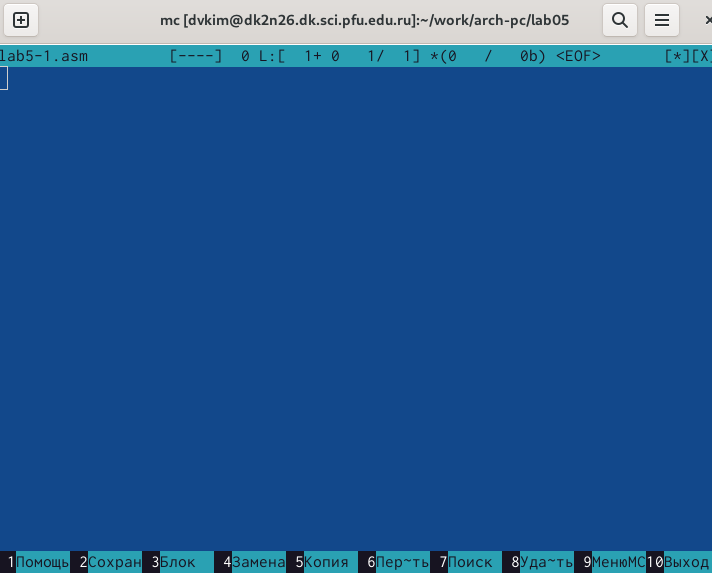 mc [dvkim@dk2n26.dk.sci.pfu.edu.ru]:~/work/arch-pc/lab05
lab5-1.asm [----] 0 L:[ 1+ 0 1/ 1] *(0 / 0b) <EOF> [*][X]
1Помощь 2Сохран 3Блок 4Замена 5Копия 6Пер~ть 7Поиск 8Уда~ть 9МенюMC 10Выход